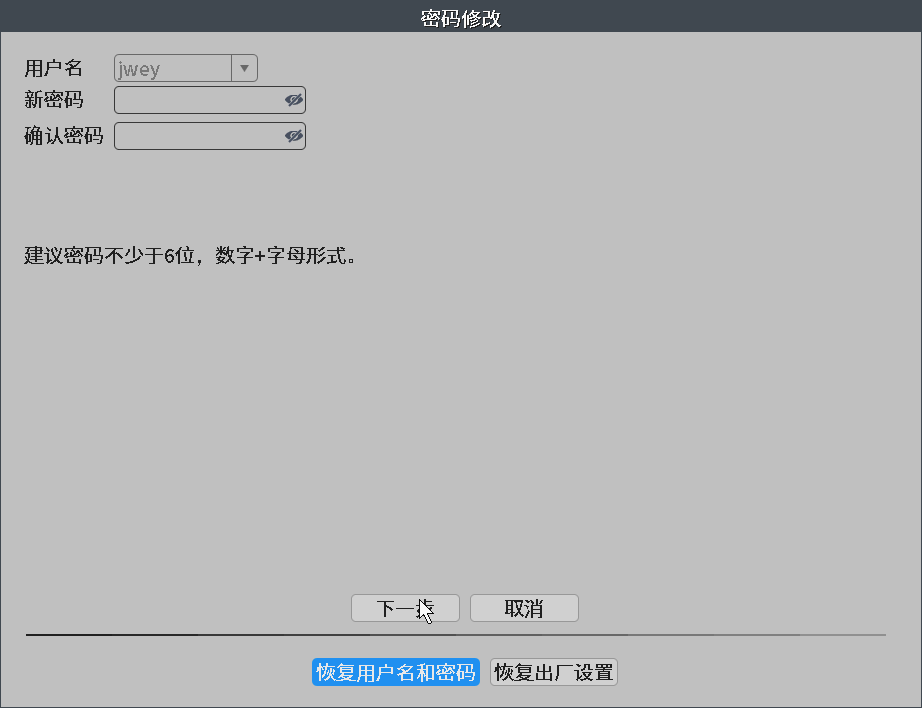 密码修改
用户名 jwey
新密码
确认密码
建议密码不少于6位，数字+字母形式。
下一步 取消
恢复用户名和密码 恢复出厂设置